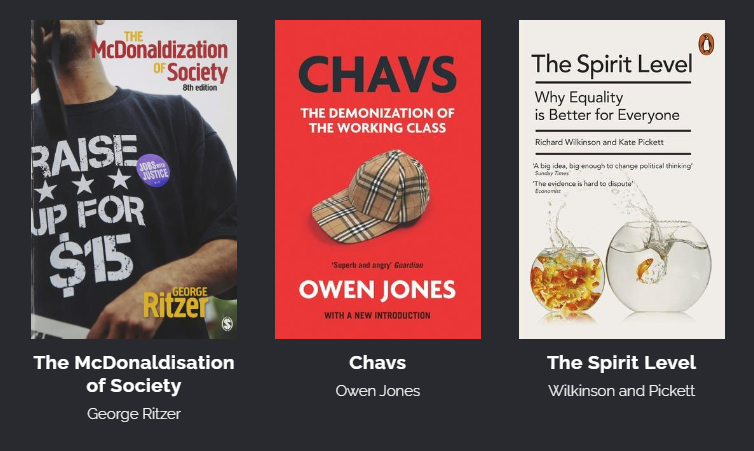 THE
McDonaldization
OF Society
8th edition
RAISE
JOBS WITH
JUSTICE
UP FOR
$15
GEORGE
Ritzer
The McDonaldisation
of Society
George Ritzer
CHAVS
THE DEMONIZATION OF
THE WORKING CLASS
'Superb and angry' Guardian
OWEN JONES
WITH A NEW INTRODUCTION
Chavs
Owen Jones
The Spirit Level
Why Equality
is Better for Everyone
Richard Wilkinson and Kate Pickett
'A big idea, big enough to change political thinking'
Sunday Times
'The evidence is hard to dispute'
Economist
The Spirit Level
Wilkinson and Pickett